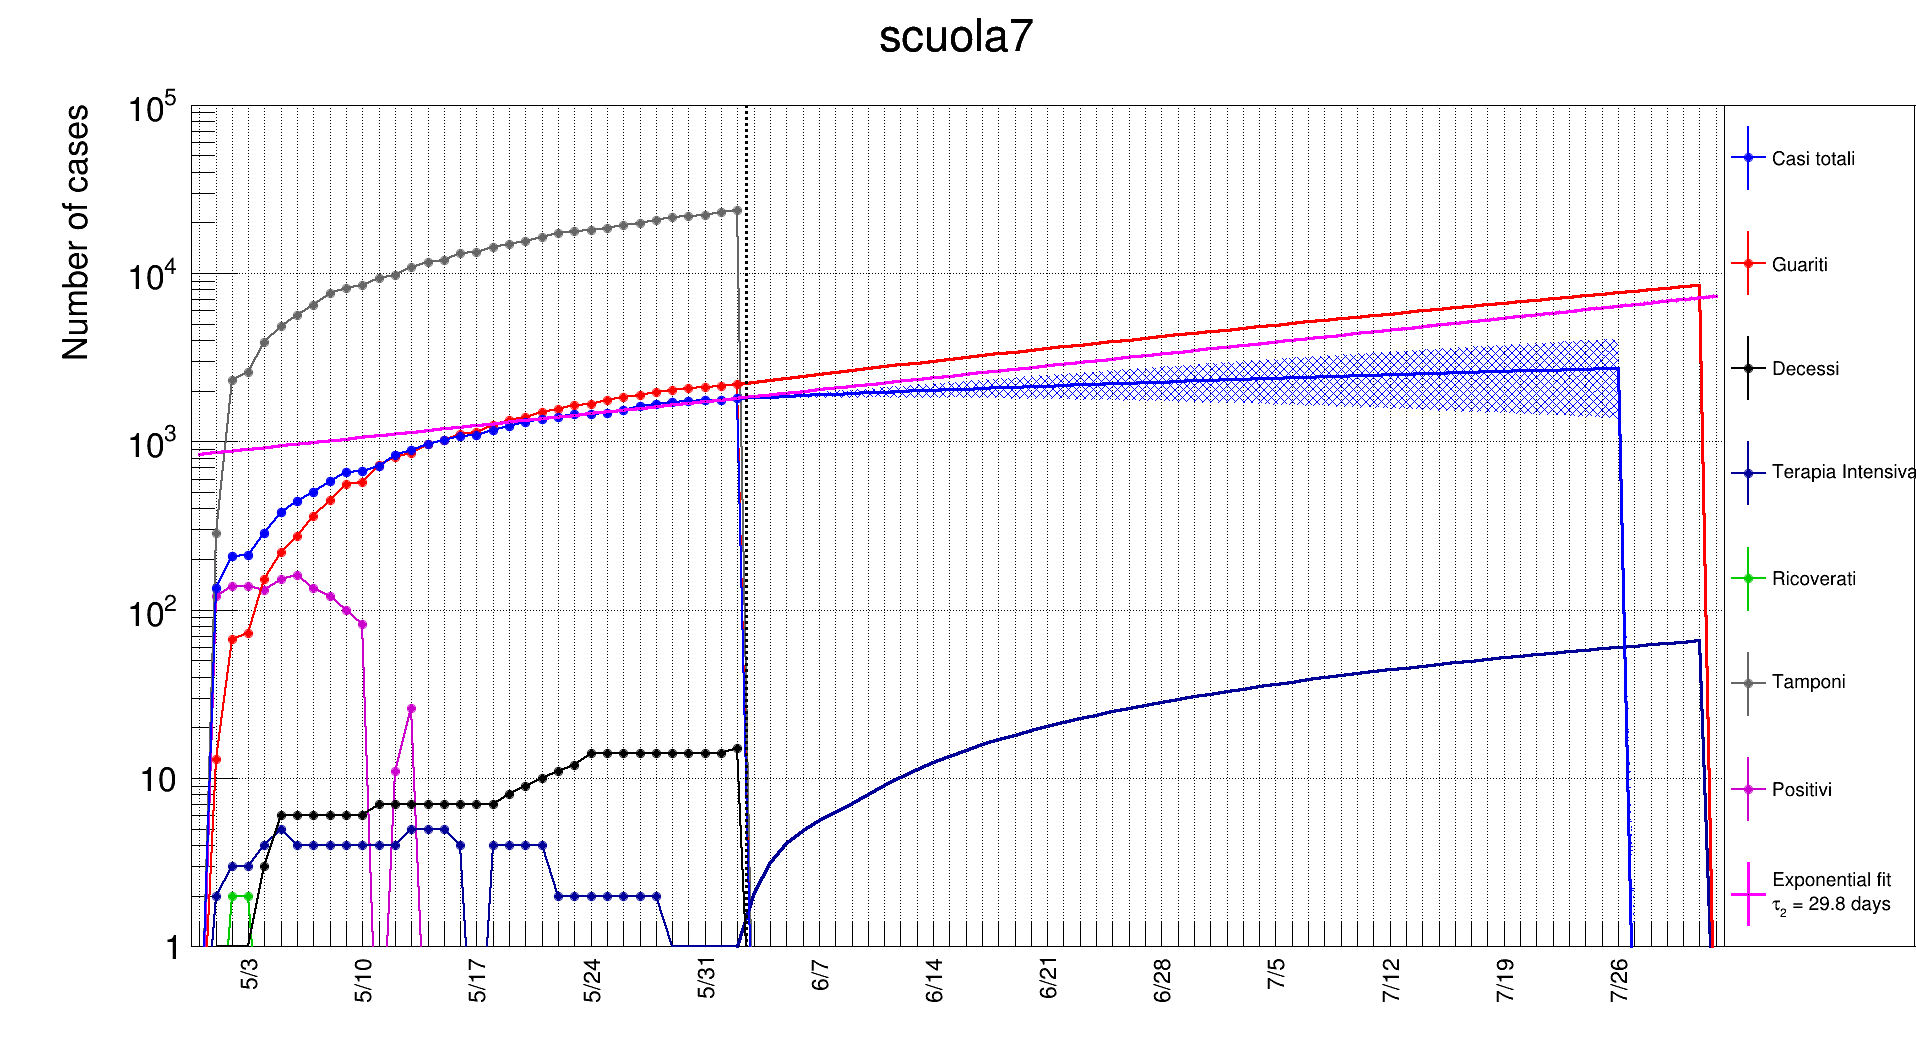 scuola7
Number of cases
10^5
10^4
10^3
10^2
10
1
5/3
5/10
5/17
5/24
5/31
6/7
6/14
6/21
6/28
7/5
7/12
7/19
7/26
Casi totali
Guariti
Decessi
Terapia Intensiva
Ricoverati
Tamponi
Positivi
Exponential fit
τ₂ = 29.8 days